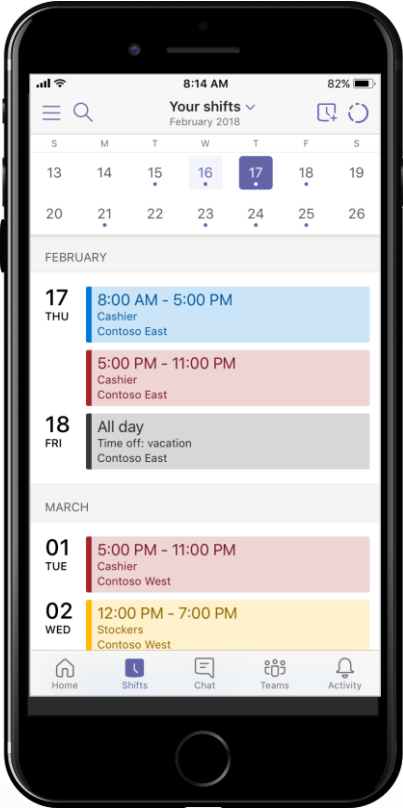 8:14 AM
82%
Your shifts
February 2018
S M T W T F S
13 14 15 16 17 18 19
20 21 22 23 24 25 26
FEBRUARY
17
THU
8:00 AM - 5:00 PM
Cashier
Contoso East
5:00 PM - 11:00 PM
Cashier
Contoso East
18
FRI
All day
Time off: vacation
Contoso East
MARCH
01
TUE
5:00 PM - 11:00 PM
Cashier
Contoso West
02
WED
12:00 PM - 7:00 PM
Stockers
Contoso West
Home Shifts Chat Teams Activity